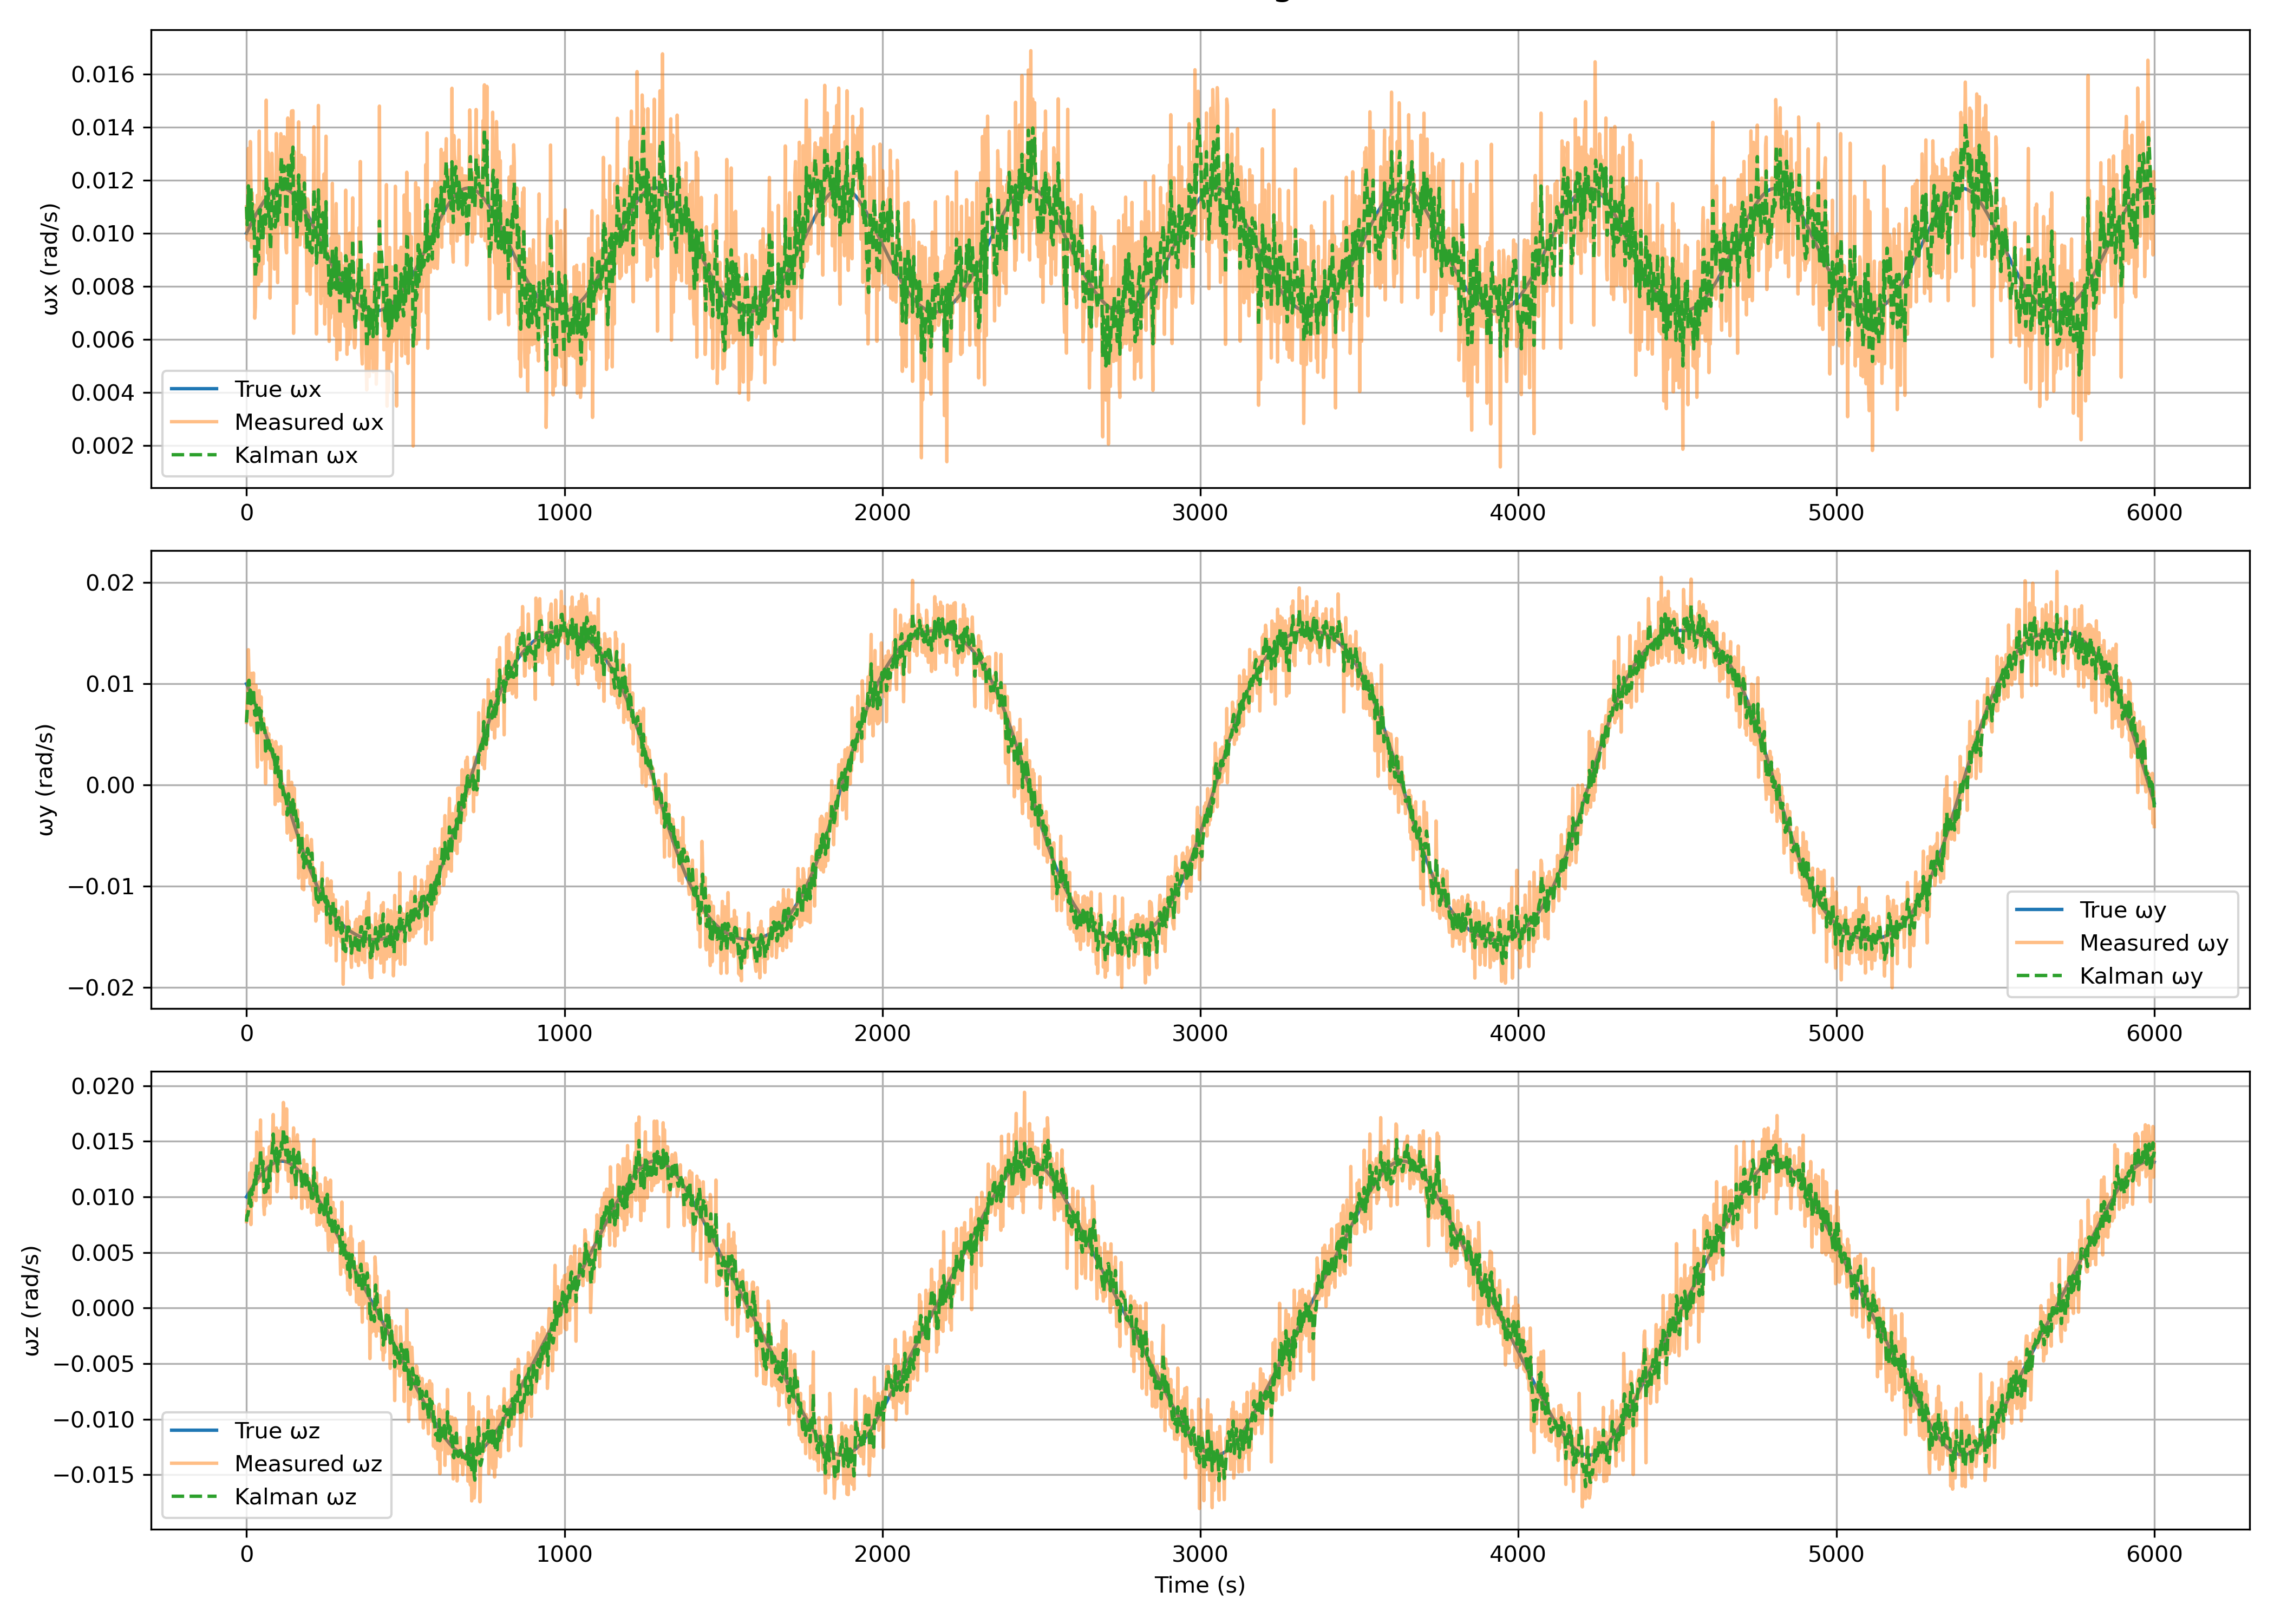 ωx (rad/s)
0.016
0.014
0.012
0.010
0.008
0.006
0.004
0.002
True ωx
Measured ωx
Kalman ωx
0 1000 2000 3000 4000 5000 6000
ωy (rad/s)
0.02
0.01
0.00
−0.01
−0.02
True ωy
Measured ωy
Kalman ωy
0 1000 2000 3000 4000 5000 6000
ωz (rad/s)
0.020
0.015
0.010
0.005
0.000
−0.005
−0.010
−0.015
True ωz
Measured ωz
Kalman ωz
0 1000 2000 3000 4000 5000 6000
Time (s)